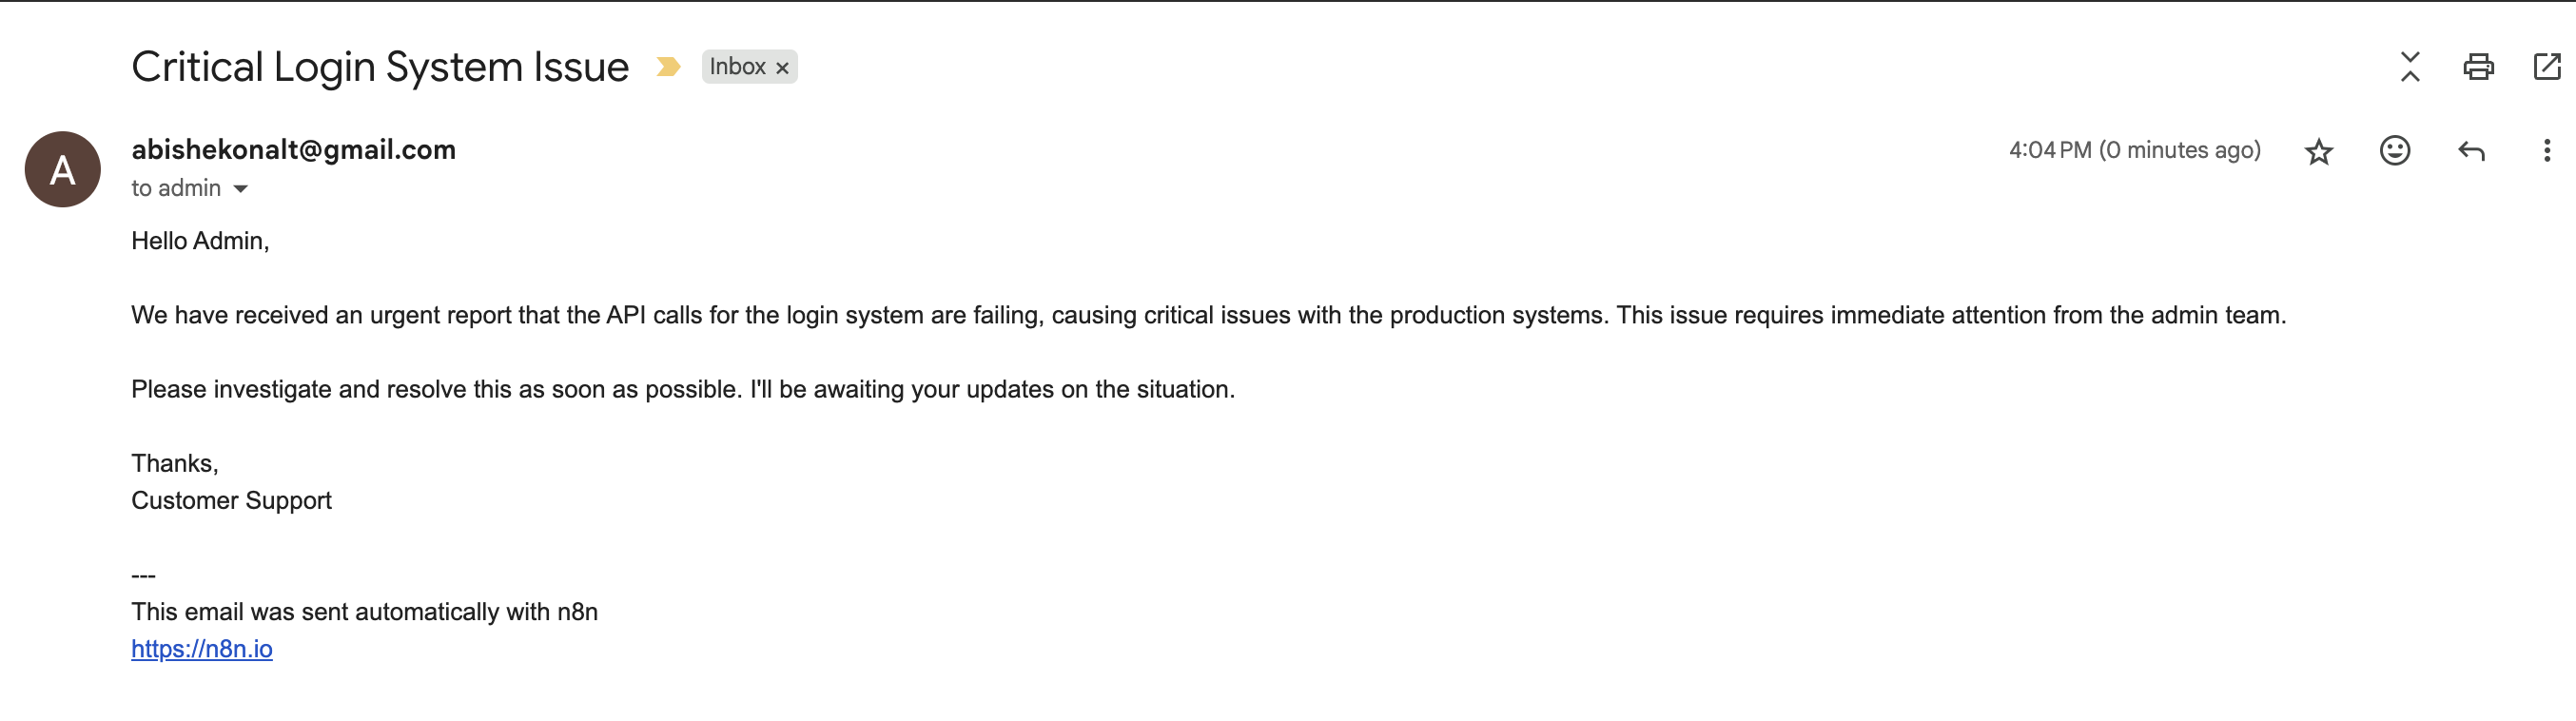 Critical Login System Issue Inbox x
A
abishekonalt@gmail.com 4:04 PM (0 minutes ago)
to admin
Hello Admin,
We have received an urgent report that the API calls for the login system are failing, causing critical issues with the production systems. This issue requires immediate attention from the admin team.
Please investigate and resolve this as soon as possible. I'll be awaiting your updates on the situation.
Thanks,
Customer Support
---
This email was sent automatically with n8n
https://n8n.io